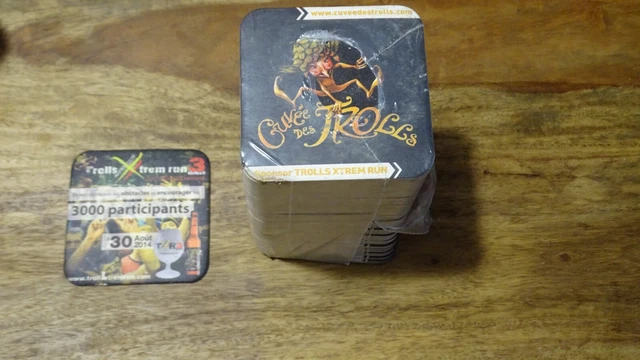 www.cuveedestrolls.com
Cuvée
des TROLLs
Sponsor TROLLS XTREM RUN
Trolls Xtrem run 3
3000 participants
30 Août
2014